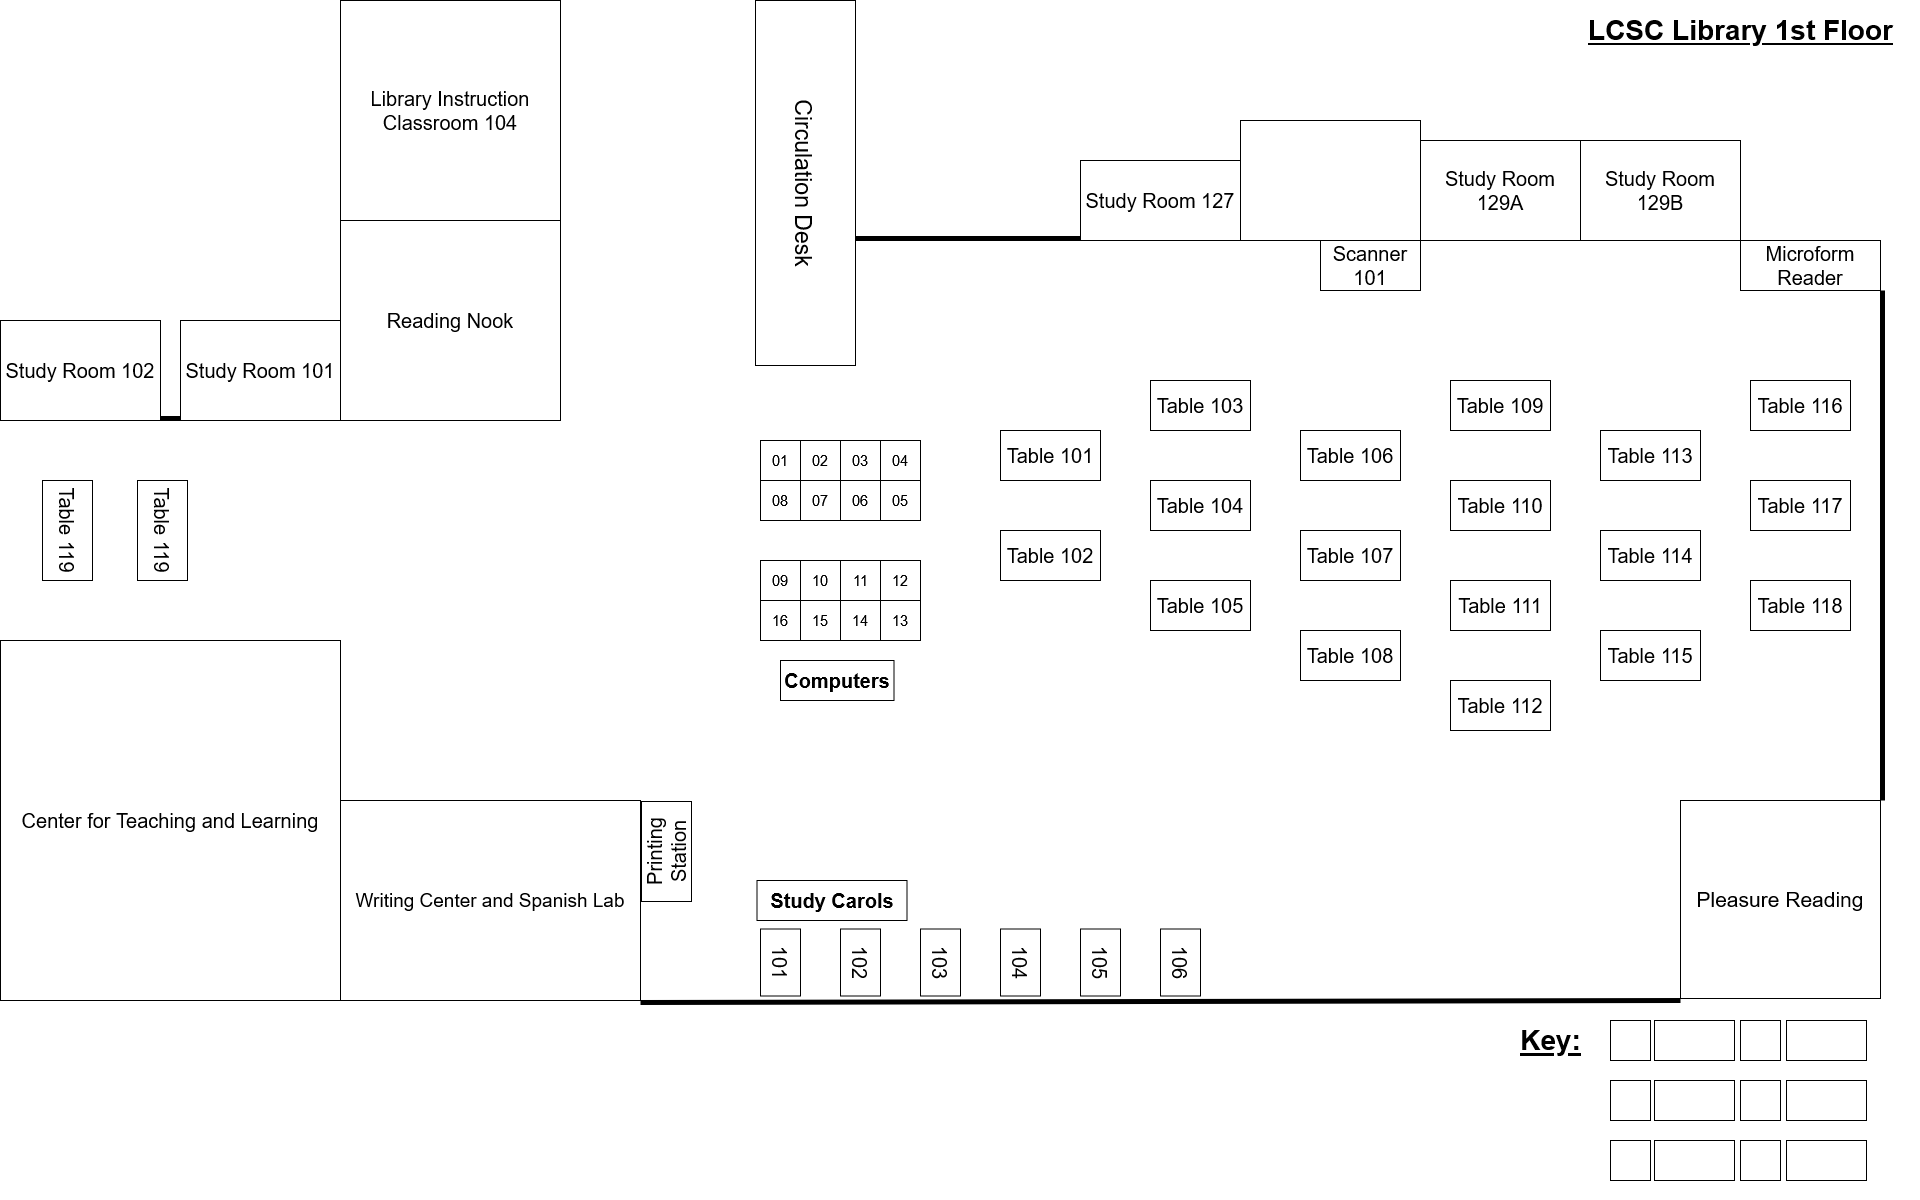 LCSC Library 1st Floor
Library Instruction
Classroom 104
Circulation Desk
Study Room 127
Study Room
129A
Study Room
129B
Scanner
101
Microform
Reader
Reading Nook
Study Room 102
Study Room 101
Table 119
Table 119
01 02 03 04
08 07 06 05
09 10 11 12
16 15 14 13
Computers
Table 101
Table 102
Table 103
Table 104
Table 105
Table 106
Table 107
Table 108
Table 109
Table 110
Table 111
Table 112
Table 113
Table 114
Table 115
Table 116
Table 117
Table 118
Center for Teaching and Learning
Writing Center and Spanish Lab
Printing
Station
Study Carols
101 102 103 104 105 106
Pleasure Reading
Key: